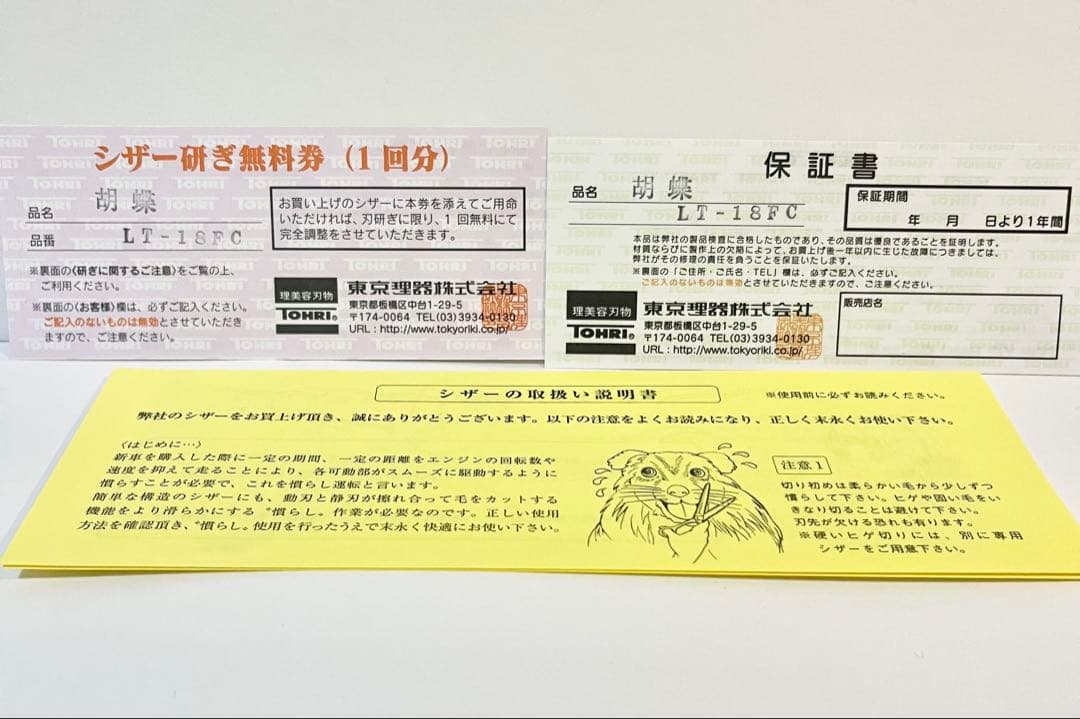 シザー研ぎ無料券（1回分）
品名 胡蝶
品番 LT-18FC
お買い上げのシザーに本券を添えてご用命
いただければ、刃研ぎに限り、1回無料にて
完全調整をさせていただきます。
※裏面の〈研ぎに関するご注意〉をご覧の上、
ご利用ください。
※裏面の〈お客様〉欄は、必ずご記入ください。
ご記入のないものは無効とさせていただき
ますので、ご注意ください。
理美容刃物
TOHRI®
東京理器株式会社
東京都板橋区中台1-29-5
〒174-0064 TEL(03)3934-0130
URL：http://www.tokyoriki.co.jp/
保証書
品名 胡蝶
LT-18FC
保証期間
年 月 日より1年間
本品は弊社の製品検査に合格したものであり、その品質は優良であることを証明します。
材質ならびに製作上の欠陥によって、お買上げ後一年以内に生じた故障につきましては、
弊社がその修理の責任を負うことを保証いたします。
※裏面の「ご住所・ご氏名・TEL」欄は、必ずご記入ください。
ご記入のないものは無効とさせていただきますので、ご注意ください。
理美容刃物
TOHRI®
東京理器株式会社
東京都板橋区中台1-29-5
〒174-0064 TEL(03)3934-0130
URL：http://www.tokyoriki.co.jp/
販売店名
シザーの取扱い説明書
※使用前に必ずお読みください。
弊社のシザーをお買上げ頂き、誠にありがとうございます。以下の注意をよくお読みになり、正しく末永くお使い下さい。
〈はじめに…〉
新車を購入した際に一定の期間、一定の距離をエンジンの回転数や
速度を抑えて走ることにより、各可動部がスムーズに駆動するように
慣らすことが必要で、これを慣らし運転と言います。
簡単な構造のシザーにも、動刃と静刃が擦れ合って毛をカットする
機能をより滑らかにする〝慣らし〟作業が必要なのです。正しい使用
方法を確認頂き、〝慣らし〟使用を行ったうえで末永く快適にお使い下さい。
注意1
切り初めは柔らかい毛から少しずつ
慣らして下さい。ヒゲや固い毛をい
きなり切ることは避けて下さい。
刃先が欠ける恐れも有ります。
※硬いヒゲ切りには、別に専用
シザーをご用意下さい。